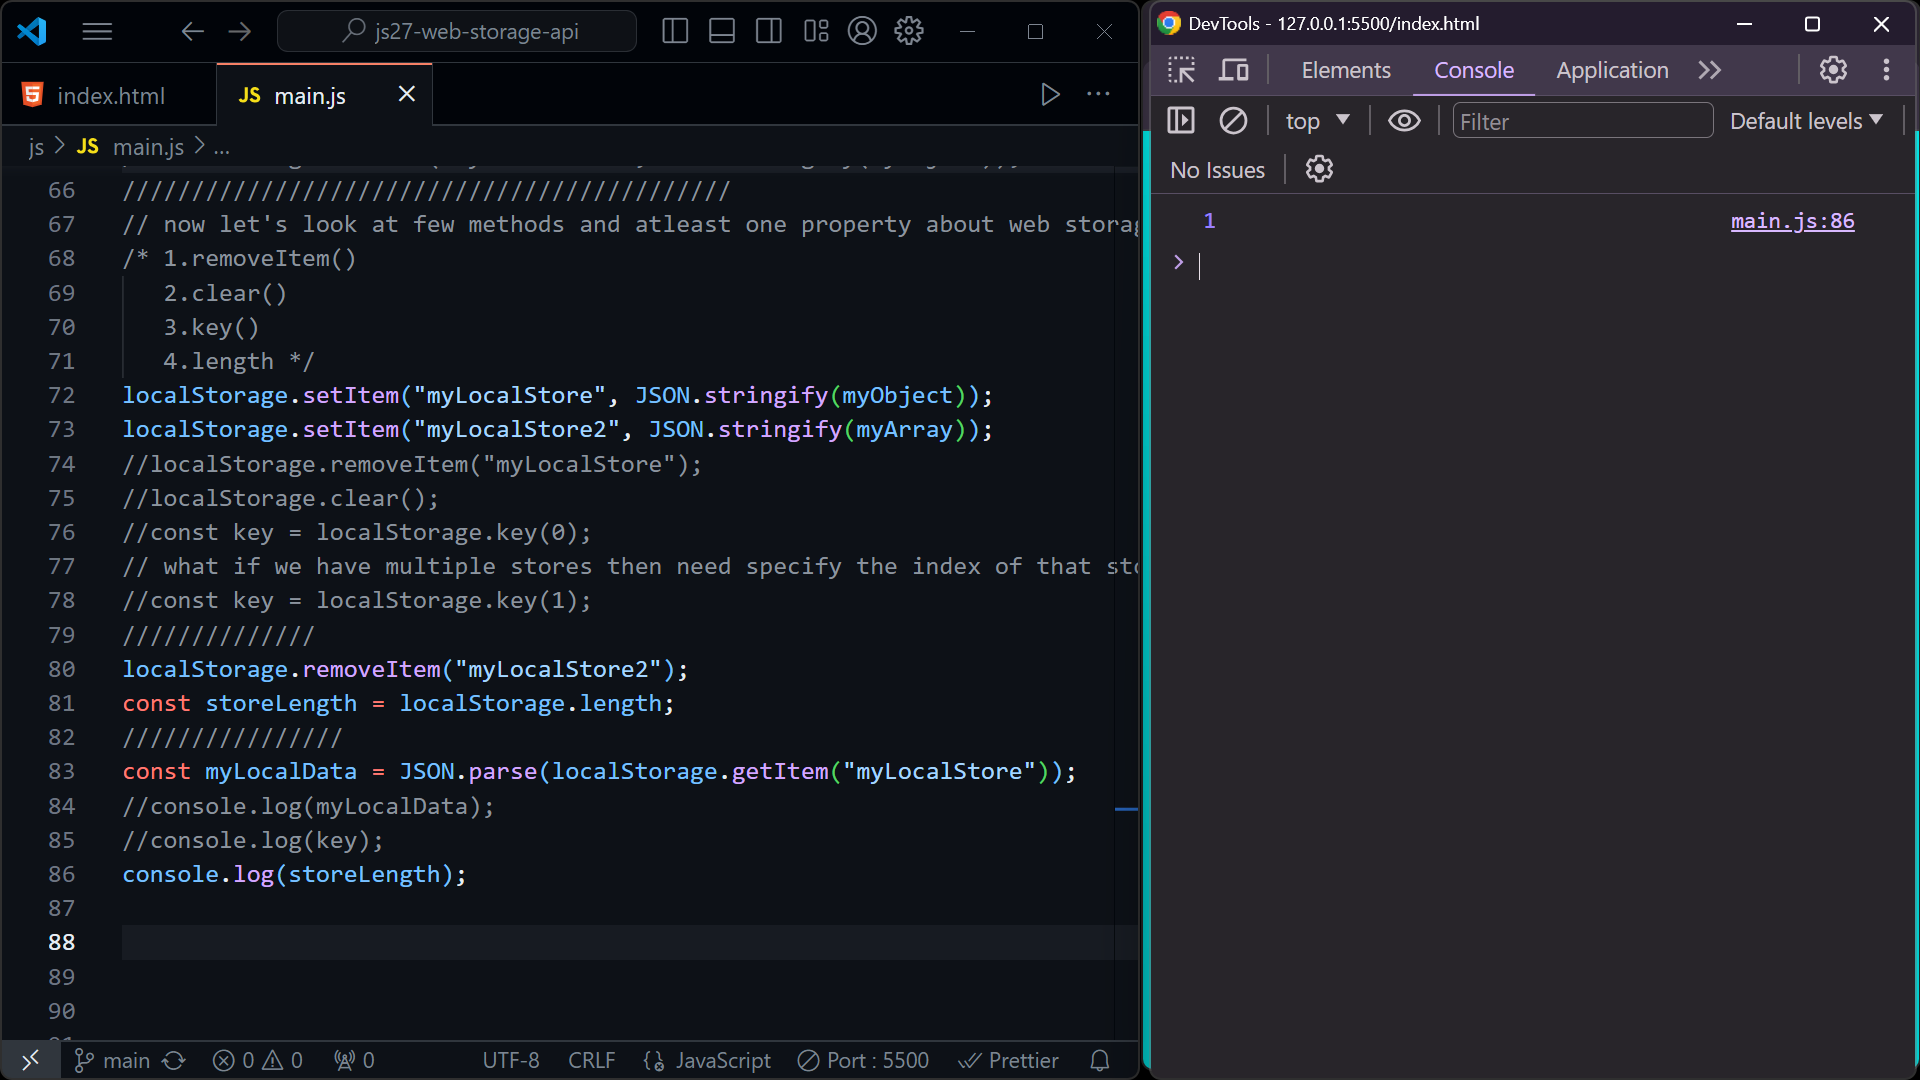 js27-web-storage-api
index.html
JS main.js
js > JS main.js > ...
66 ////////////////////////////////////////////
67 // now let's look at few methods and atleast one property about web
68 /* 1.removeItem()
69 2.clear()
70 3.key()
71 4.length */
72 localStorage.setItem("myLocalStore", JSON.stringify(myObject));
73 localStorage.setItem("myLocalStore2", JSON.stringify(myArray));
74 //localStorage.removeItem("myLocalStore");
75 //localStorage.clear();
76 //const key = localStorage.key(0);
77 // what if we have multiple stores then need specify the index of that
78 //const key = localStorage.key(1);
79 //////////////
80 localStorage.removeItem("myLocalStore2");
81 const storeLength = localStorage.length;
82 ////////////////
83 const myLocalData = JSON.parse(localStorage.getItem("myLocalStore"));
84 //console.log(myLocalData);
85 //console.log(key);
86 console.log(storeLength);
87
88
89
90
main 0 0 0 UTF-8 CRLF JavaScript Port : 5500 Prettier
DevTools - 127.0.0.1:5500/index.html
Elements Console Application
top Filter Default levels
No Issues
1 main.js:86
>